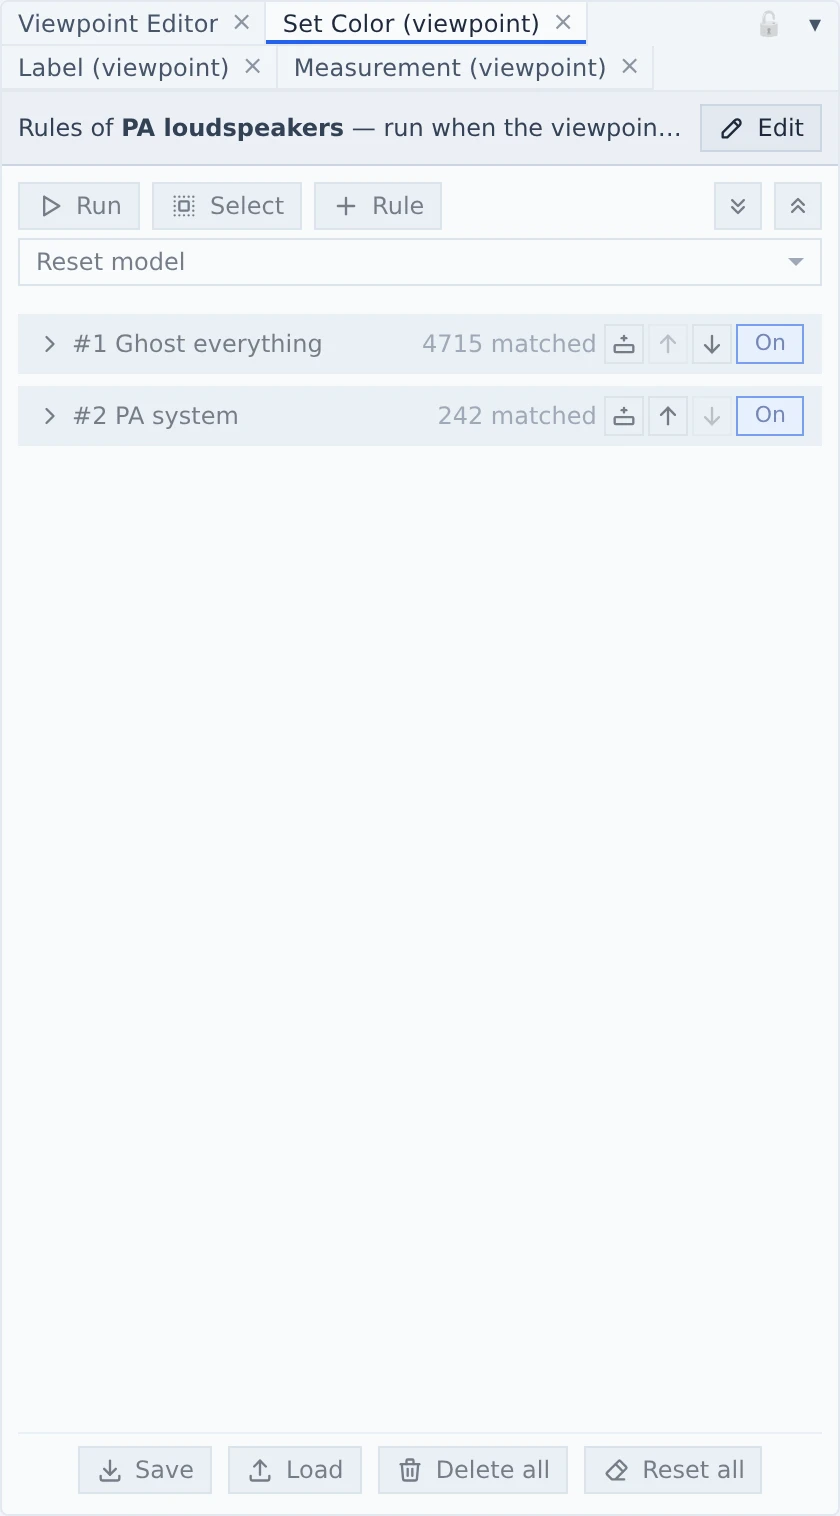 Viewpoint Editor Set Color (viewpoint)
Label (viewpoint) Measurement (viewpoint)
Rules of PA loudspeakers — run when the viewpoin... Edit
Run Select Rule
Reset model
#1 Ghost everything 4715 matched On
#2 PA system 242 matched On
Save Load Delete all Reset all